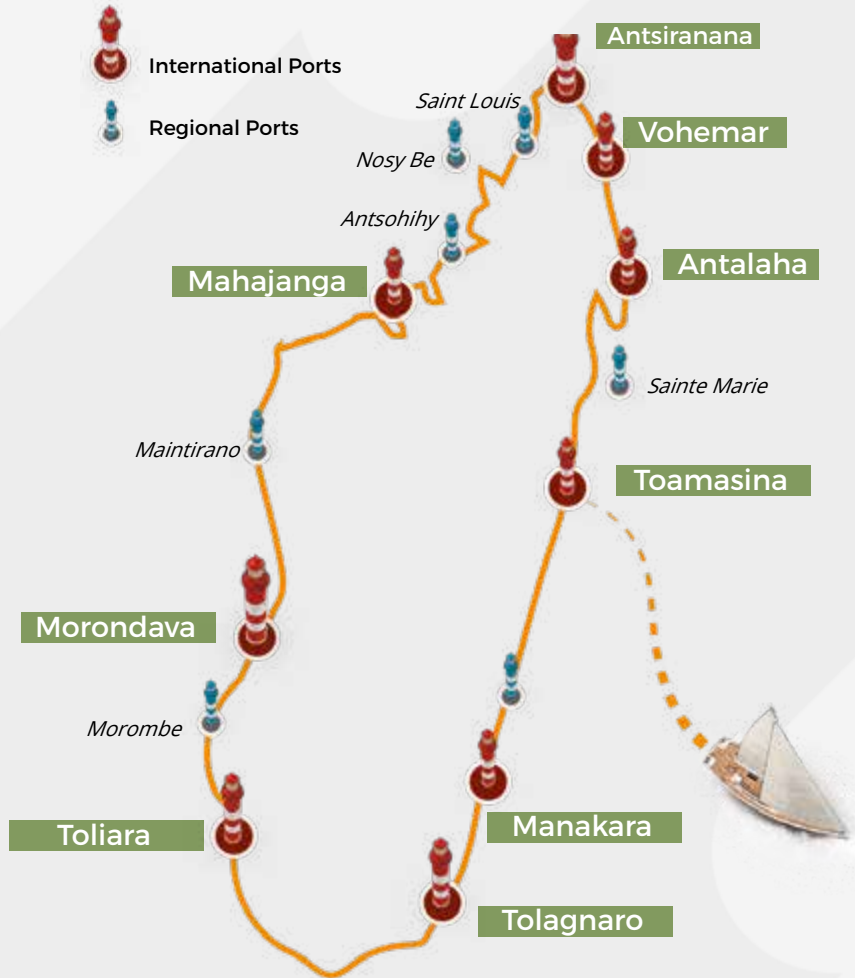 Antsiranana
International Ports
Saint Louis
Regional Ports
Vohemar
Nosy Be
Antsohihy
Antalaha
Mahajanga
Sainte Marie
Maintirano
Toamasina
Morondava
Morombe
Manakara
Toliara
Tolagnaro